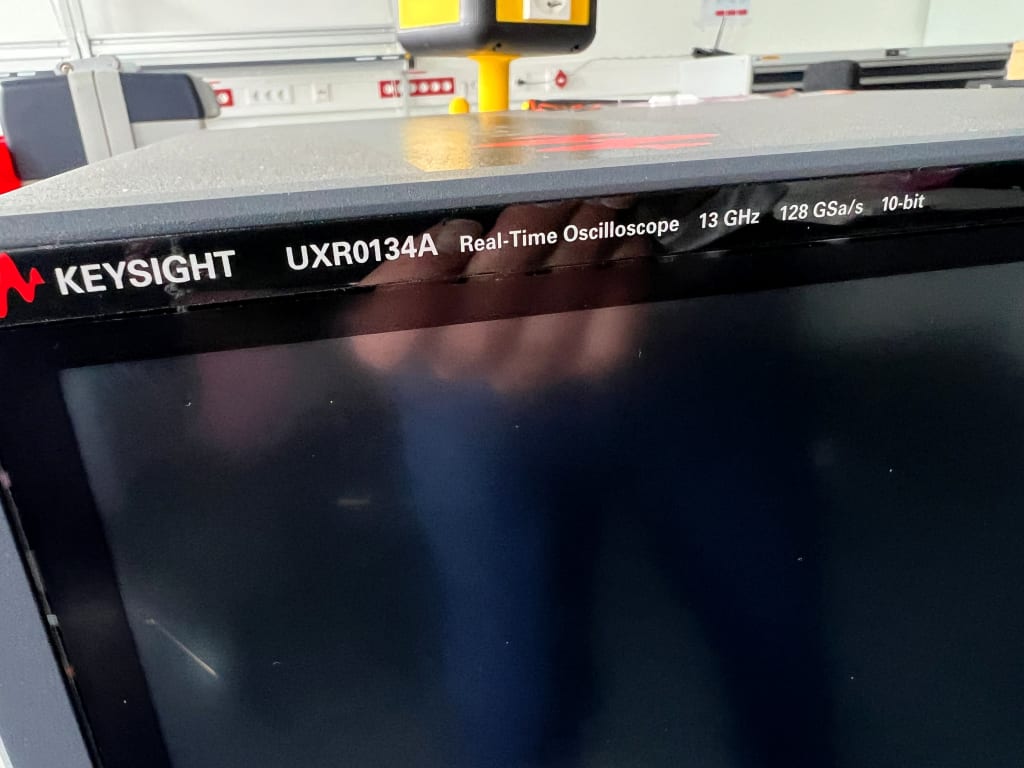 KEYSIGHT UXR0134A Real-Time Oscilloscope 13 GHz 128 GSa/s 10-bit